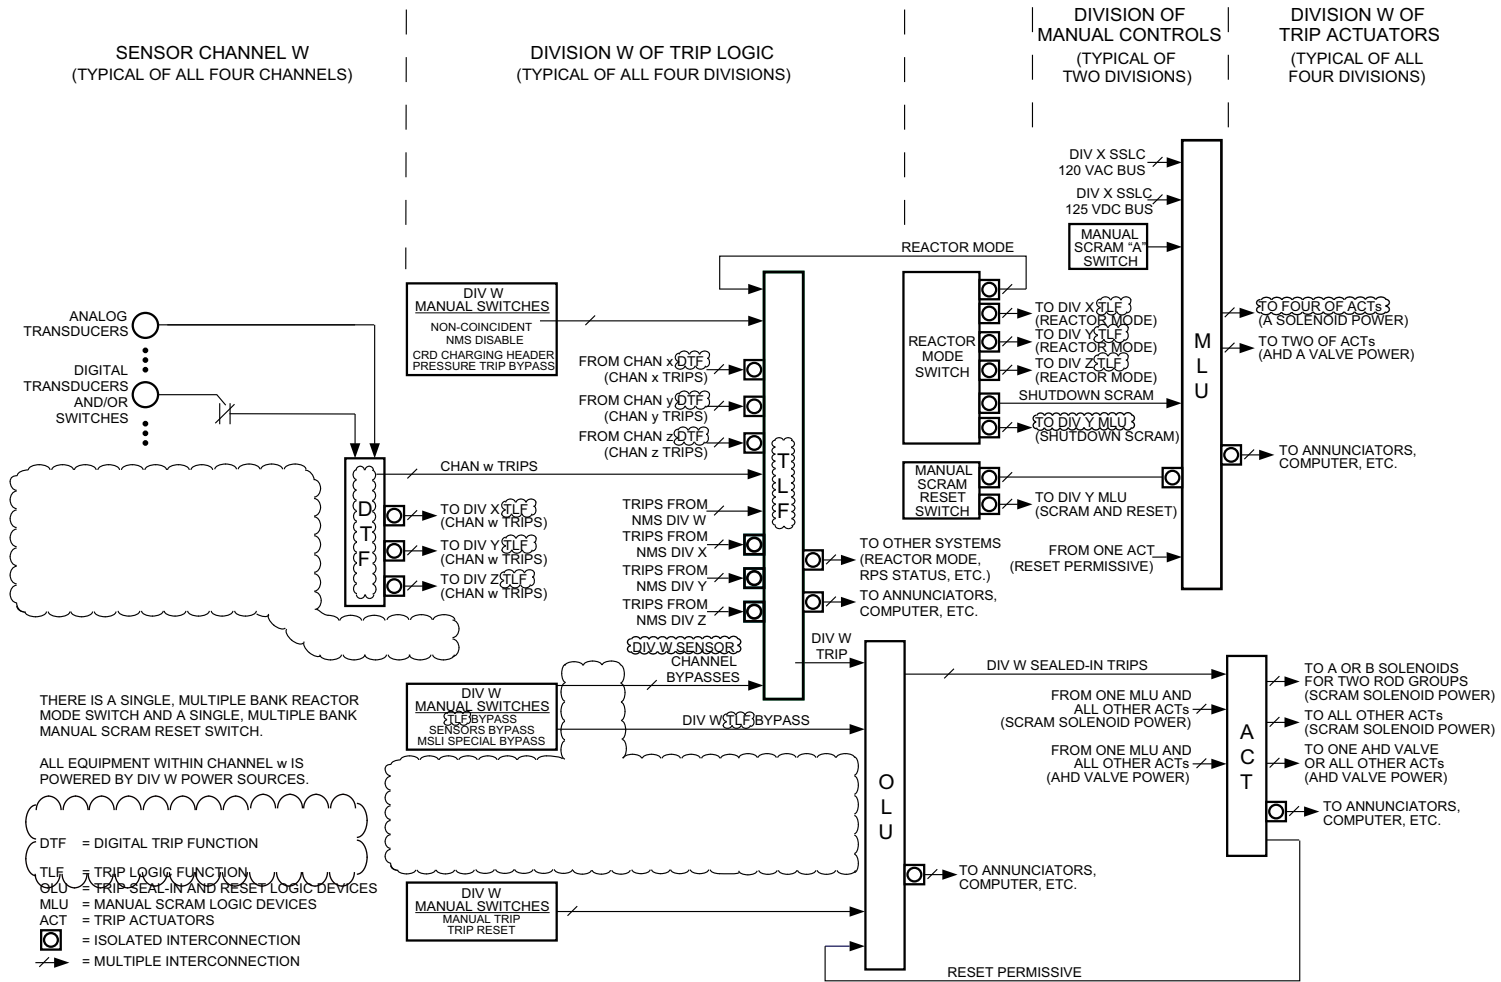 SENSOR CHANNEL W
(TYPICAL OF ALL FOUR CHANNELS)
DIVISION W OF TRIP LOGIC
(TYPICAL OF ALL FOUR DIVISIONS)
DIVISION OF
MANUAL CONTROLS
(TYPICAL OF
TWO DIVISIONS)
DIVISION W OF
TRIP ACTUATORS
(TYPICAL OF ALL
FOUR DIVISIONS)
ANALOG
TRANSDUCERS
DIGITAL
TRANSDUCERS
AND/OR
SWITCHES
D
T
F
CHAN w TRIPS
TO DIV X TLF
(CHAN w TRIPS)
TO DIV Y TLF
(CHAN w TRIPS)
TO DIV Z TLF
(CHAN w TRIPS)
DIV W
MANUAL SWITCHES
NON-COINCIDENT
NMS DISABLE
CRD CHARGING HEADER
PRESSURE TRIP BYPASS
FROM CHAN x DTF
(CHAN x TRIPS)
FROM CHAN y DTF
(CHAN y TRIPS)
FROM CHAN z DTF
(CHAN z TRIPS)
TRIPS FROM
NMS DIV W
TRIPS FROM
NMS DIV X
TRIPS FROM
NMS DIV Y
TRIPS FROM
NMS DIV Z
DIV W SENSOR
CHANNEL
BYPASSES
T
L
F
REACTOR MODE
TO OTHER SYSTEMS
(REACTOR MODE,
RPS STATUS, ETC.)
TO ANNUNCIATORS,
COMPUTER, ETC.
DIV W
TRIP
DIV W
MANUAL SWITCHES
TLF BYPASS
SENSORS BYPASS
MSLI SPECIAL BYPASS
DIV W TLF BYPASS
DIV W
MANUAL SWITCHES
MANUAL TRIP
TRIP RESET
O
L
U
TO ANNUNCIATORS,
COMPUTER, ETC.
RESET PERMISSIVE
REACTOR
MODE
SWITCH
TO DIV X TLF
(REACTOR MODE)
TO DIV Y TLF
(REACTOR MODE)
TO DIV Z TLF
(REACTOR MODE)
SHUTDOWN SCRAM
TO DIV Y MLU
(SHUTDOWN SCRAM)
MANUAL
SCRAM
RESET
SWITCH
TO DIV Y MLU
(SCRAM AND RESET)
FROM ONE ACT
(RESET PERMISSIVE)
DIV X SSLC
120 VAC BUS
DIV X SSLC
125 VDC BUS
MANUAL
SCRAM “A”
SWITCH
M
L
U
TO FOUR OF ACTs
(A SOLENOID POWER)
TO TWO OF ACTs
(AHD A VALVE POWER)
TO ANNUNCIATORS,
COMPUTER, ETC.
DIV W SEALED-IN TRIPS
FROM ONE MLU AND
ALL OTHER ACTs
(SCRAM SOLENOID POWER)
FROM ONE MLU AND
ALL OTHER ACTs
(AHD VALVE POWER)
A
C
T
TO A OR B SOLENOIDS
FOR TWO ROD GROUPS
(SCRAM SOLENOID POWER)
TO ALL OTHER ACTs
(SCRAM SOLENOID POWER)
TO ONE AHD VALVE
OR ALL OTHER ACTs
(AHD VALVE POWER)
TO ANNUNCIATORS,
COMPUTER, ETC.
THERE IS A SINGLE, MULTIPLE BANK REACTOR
MODE SWITCH AND A SINGLE, MULTIPLE BANK
MANUAL SCRAM RESET SWITCH.
ALL EQUIPMENT WITHIN CHANNEL w IS
POWERED BY DIV W POWER SOURCES.
DTF = DIGITAL TRIP FUNCTION
TLF = TRIP LOGIC FUNCTION
OLU = TRIP SEAL-IN AND RESET LOGIC DEVICES
MLU = MANUAL SCRAM LOGIC DEVICES
ACT = TRIP ACTUATORS
= ISOLATED INTERCONNECTION
= MULTIPLE INTERCONNECTION